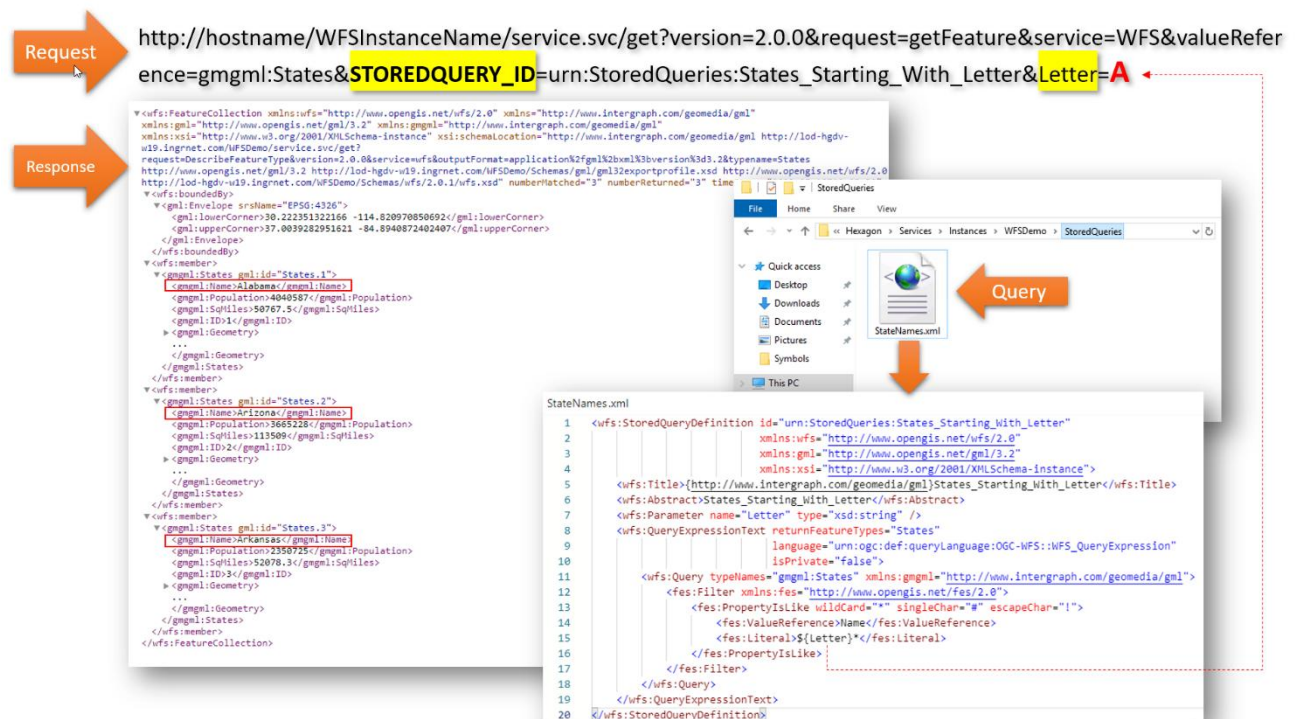 Request
http://hostname/WFSInstanceName/service.svc/get?version=2.0.0&request=getFeature&service=WFS&valueRefer
ence=gmgml:States&STOREDQUERY_ID=urn:StoredQueries:States_Starting_With_Letter&Letter=A
Response
▼<wfs:FeatureCollection xmlns:wfs="http://www.opengis.net/wfs/2.0" xmlns="http://www.intergraph.com/geomedia/gml"
xmlns:gml="http://www.opengis.net/gml/3.2" xmlns:gmgml="http://www.intergraph.com/geomedia/gml"
xmlns:xsi="http://www.w3.org/2001/XMLSchema-instance" xsi:schemaLocation="http://www.intergraph.com/geomedia/gml http://lod-hgdv-
w19.ingrnet.com/WFSDemo/service.svc/get?
request=DescribeFeatureType&version=2.0.0&service=wfs&outputFormat=application%2fgml%2bxml%3bversion%3d3.2&typename=States
http://www.opengis.net/gml/3.2 http://lod-hgdv-w19.ingrnet.com/WFSDemo/Schemas/gml/gml32exportprofile.xsd http://www.opengis.net/wfs/2.0
http://lod-hgdv-w19.ingrnet.com/WFSDemo/Schemas/wfs/2.0.1/wfs.xsd" numberMatched="3" numberReturned="3" time
▼<wfs:boundedBy>
▼<gml:Envelope srsName="EPSG:4326">
<gml:lowerCorner>30.222351322166 -114.820970850692</gml:lowerCorner>
<gml:upperCorner>37.0039282951621 -84.8940872402407</gml:upperCorner>
</gml:Envelope>
</wfs:boundedBy>
▼<wfs:member>
▼<gmgml:States gml:id="States.1">
<gmgml:Name>Alabama</gmgml:Name>
<gmgml:Population>4040587</gmgml:Population>
<gmgml:SqMiles>50767.5</gmgml:SqMiles>
<gmgml:ID>1</gmgml:ID>
▶<gmgml:Geometry>
...
</gmgml:Geometry>
</gmgml:States>
</wfs:member>
▼<wfs:member>
▼<gmgml:States gml:id="States.2">
<gmgml:Name>Arizona</gmgml:Name>
<gmgml:Population>3665228</gmgml:Population>
<gmgml:SqMiles>113509</gmgml:SqMiles>
<gmgml:ID>2</gmgml:ID>
▶<gmgml:Geometry>
...
</gmgml:Geometry>
</gmgml:States>
</wfs:member>
▼<wfs:member>
▼<gmgml:States gml:id="States.3">
<gmgml:Name>Arkansas</gmgml:Name>
<gmgml:Population>2350725</gmgml:Population>
<gmgml:SqMiles>52078.3</gmgml:SqMiles>
<gmgml:ID>3</gmgml:ID>
▶<gmgml:Geometry>
...
</gmgml:Geometry>
</gmgml:States>
</wfs:member>
</wfs:FeatureCollection>
StoredQueries
File Home Share View
« Hexagon › Services › Instances › WFSDemo › StoredQueries
Quick access
Desktop
Downloads
Documents
Pictures
Symbols
This PC
StateNames.xml
Query
StateNames.xml
1 <wfs:StoredQueryDefinition id="urn:StoredQueries:States_Starting_With_Letter"
2 xmlns:wfs="http://www.opengis.net/wfs/2.0"
3 xmlns:gml="http://www.opengis.net/gml/3.2"
4 xmlns:xsi="http://www.w3.org/2001/XMLSchema-instance">
5 <wfs:Title>{http://www.intergraph.com/geomedia/gml}States_Starting_With_Letter</wfs:Title>
6 <wfs:Abstract>States_Starting_With_Letter</wfs:Abstract>
7 <wfs:Parameter name="Letter" type="xsd:string" />
8 <wfs:QueryExpressionText returnFeatureTypes="States"
9 language="urn:ogc:def:queryLanguage:OGC-WFS::WFS_QueryExpression"
10 isPrivate="false">
11 <wfs:Query typeNames="gmgml:States" xmlns:gmgml="http://www.intergraph.com/geomedia/gml">
12 <fes:Filter xmlns:fes="http://www.opengis.net/fes/2.0">
13 <fes:PropertyIsLike wildCard="*" singleChar="#" escapeChar="!">
14 <fes:ValueReference>Name</fes:ValueReference>
15 <fes:Literal>${Letter}*</fes:Literal>
16 </fes:PropertyIsLike>
17 </fes:Filter>
18 </wfs:Query>
19 </wfs:QueryExpressionText>
20 </wfs:StoredQueryDefinition>